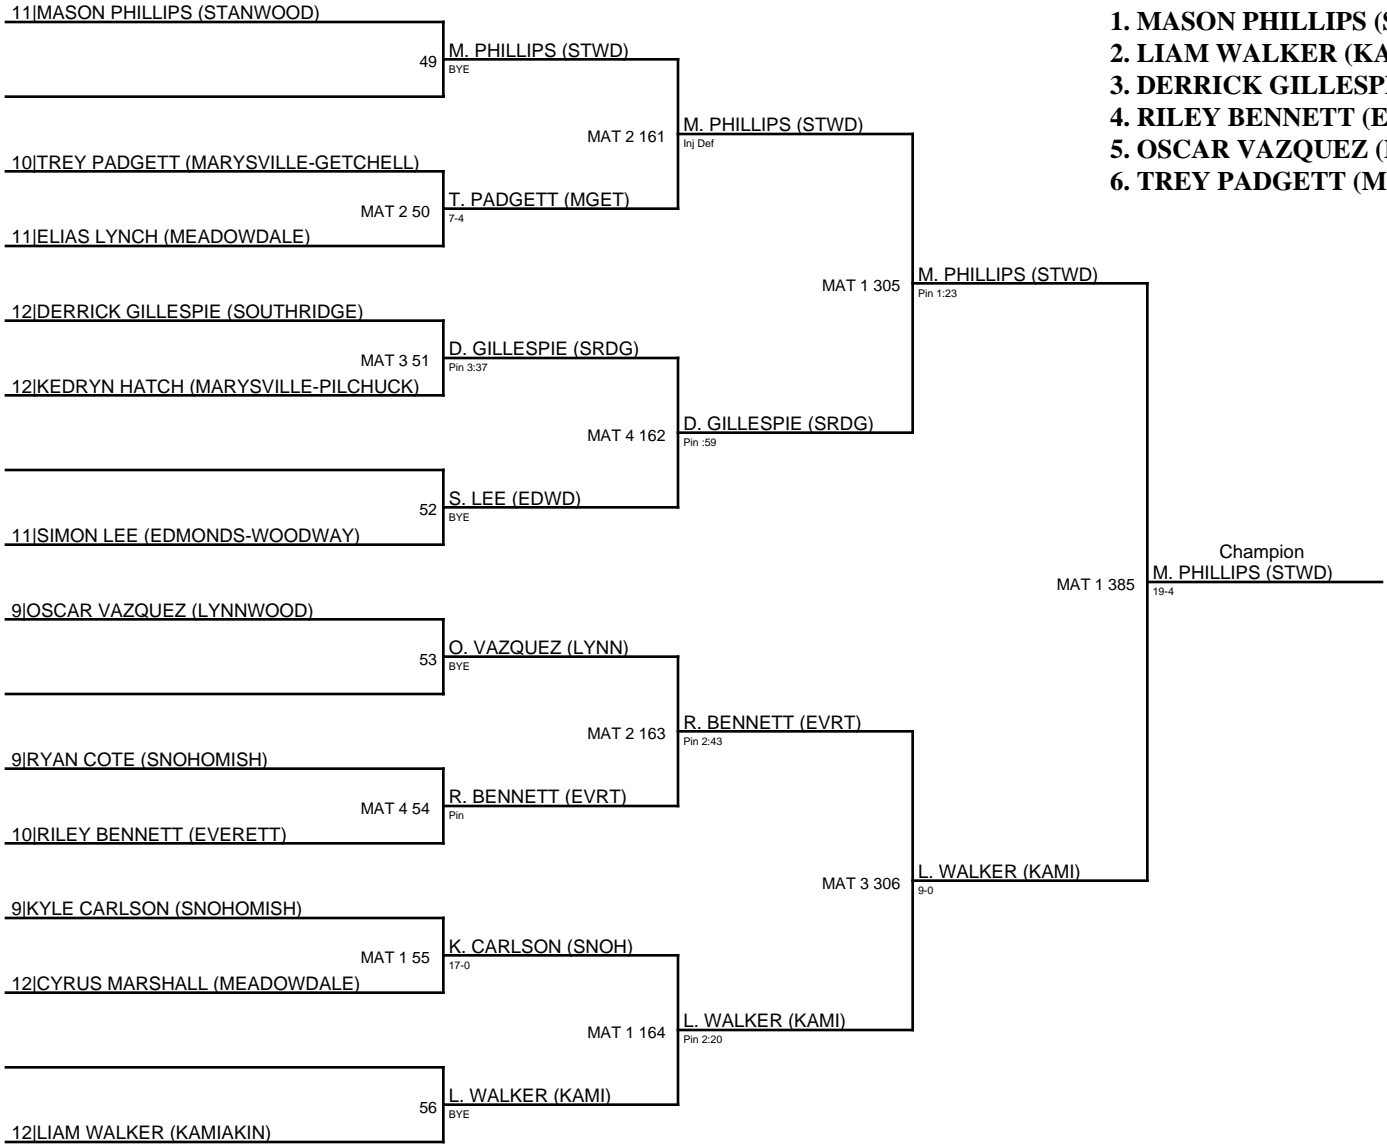 11|MASON PHILLIPS (STANWOOD)
49
M. PHILLIPS (STWD)
BYE
MAT 2 161
M. PHILLIPS (STWD)
Inj Def
10|TREY PADGETT (MARYSVILLE-GETCHELL)
MAT 2 50
T. PADGETT (MGET)
7-4
11|ELIAS LYNCH (MEADOWDALE)
MAT 1 305
M. PHILLIPS (STWD)
Pin 1:23
12|DERRICK GILLESPIE (SOUTHRIDGE)
MAT 3 51
D. GILLESPIE (SRDG)
Pin 3:37
12|KEDRYN HATCH (MARYSVILLE-PILCHUCK)
MAT 4 162
D. GILLESPIE (SRDG)
Pin :59
52
S. LEE (EDWD)
BYE
11|SIMON LEE (EDMONDS-WOODWAY)
MAT 1 385
Champion
M. PHILLIPS (STWD)
19-4
9|OSCAR VAZQUEZ (LYNNWOOD)
53
O. VAZQUEZ (LYNN)
BYE
MAT 2 163
R. BENNETT (EVRT)
Pin 2:43
9|RYAN COTE (SNOHOMISH)
MAT 4 54
R. BENNETT (EVRT)
Pin
10|RILEY BENNETT (EVERETT)
MAT 3 306
L. WALKER (KAMI)
9-0
9|KYLE CARLSON (SNOHOMISH)
MAT 1 55
K. CARLSON (SNOH)
17-0
12|CYRUS MARSHALL (MEADOWDALE)
MAT 1 164
L. WALKER (KAMI)
Pin 2:20
56
L. WALKER (KAMI)
BYE
12|LIAM WALKER (KAMIAKIN)
1. MASON PHILLIPS (
2. LIAM WALKER (KA
3. DERRICK GILLESP
4. RILEY BENNETT (E
5. OSCAR VAZQUEZ (
6. TREY PADGETT (M